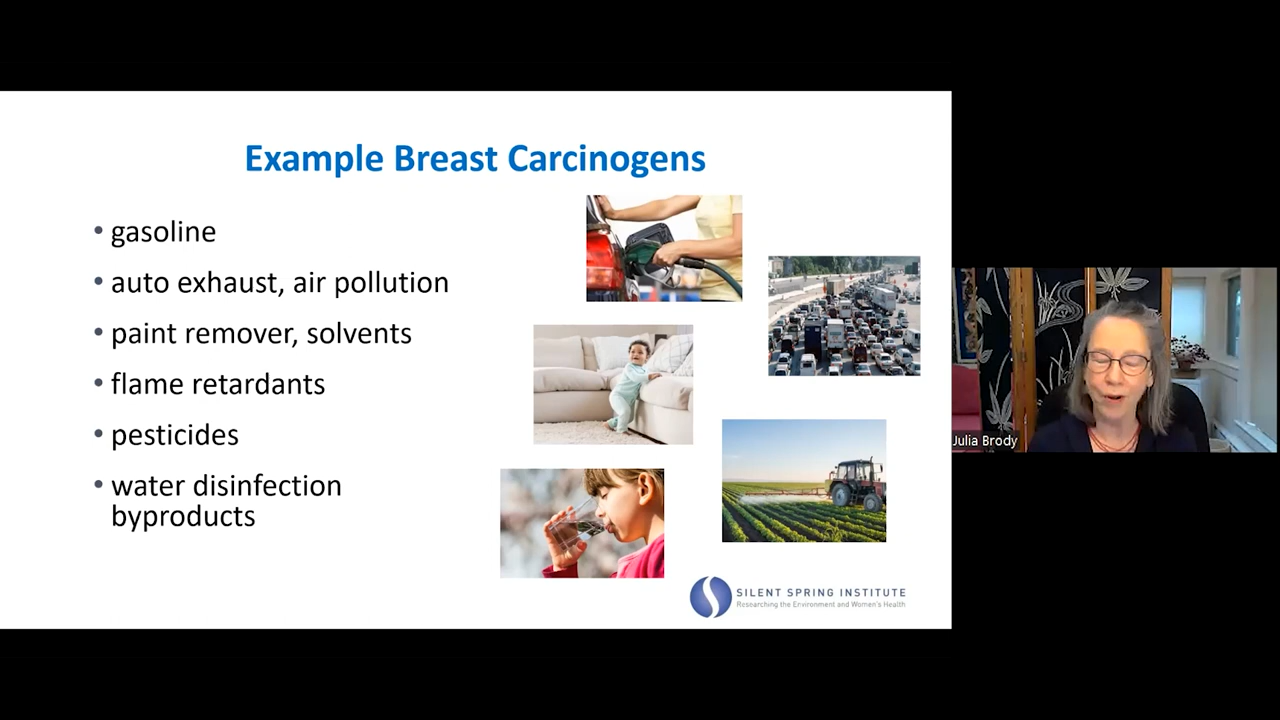 Example Breast Carcinogens
• gasoline
• auto exhaust, air pollution
• paint remover, solvents
• flame retardants
• pesticides
• water disinfection
byproducts
SILENT SPRING INSTITUTE
Researching the Environment and Women's Health
Julia Brody